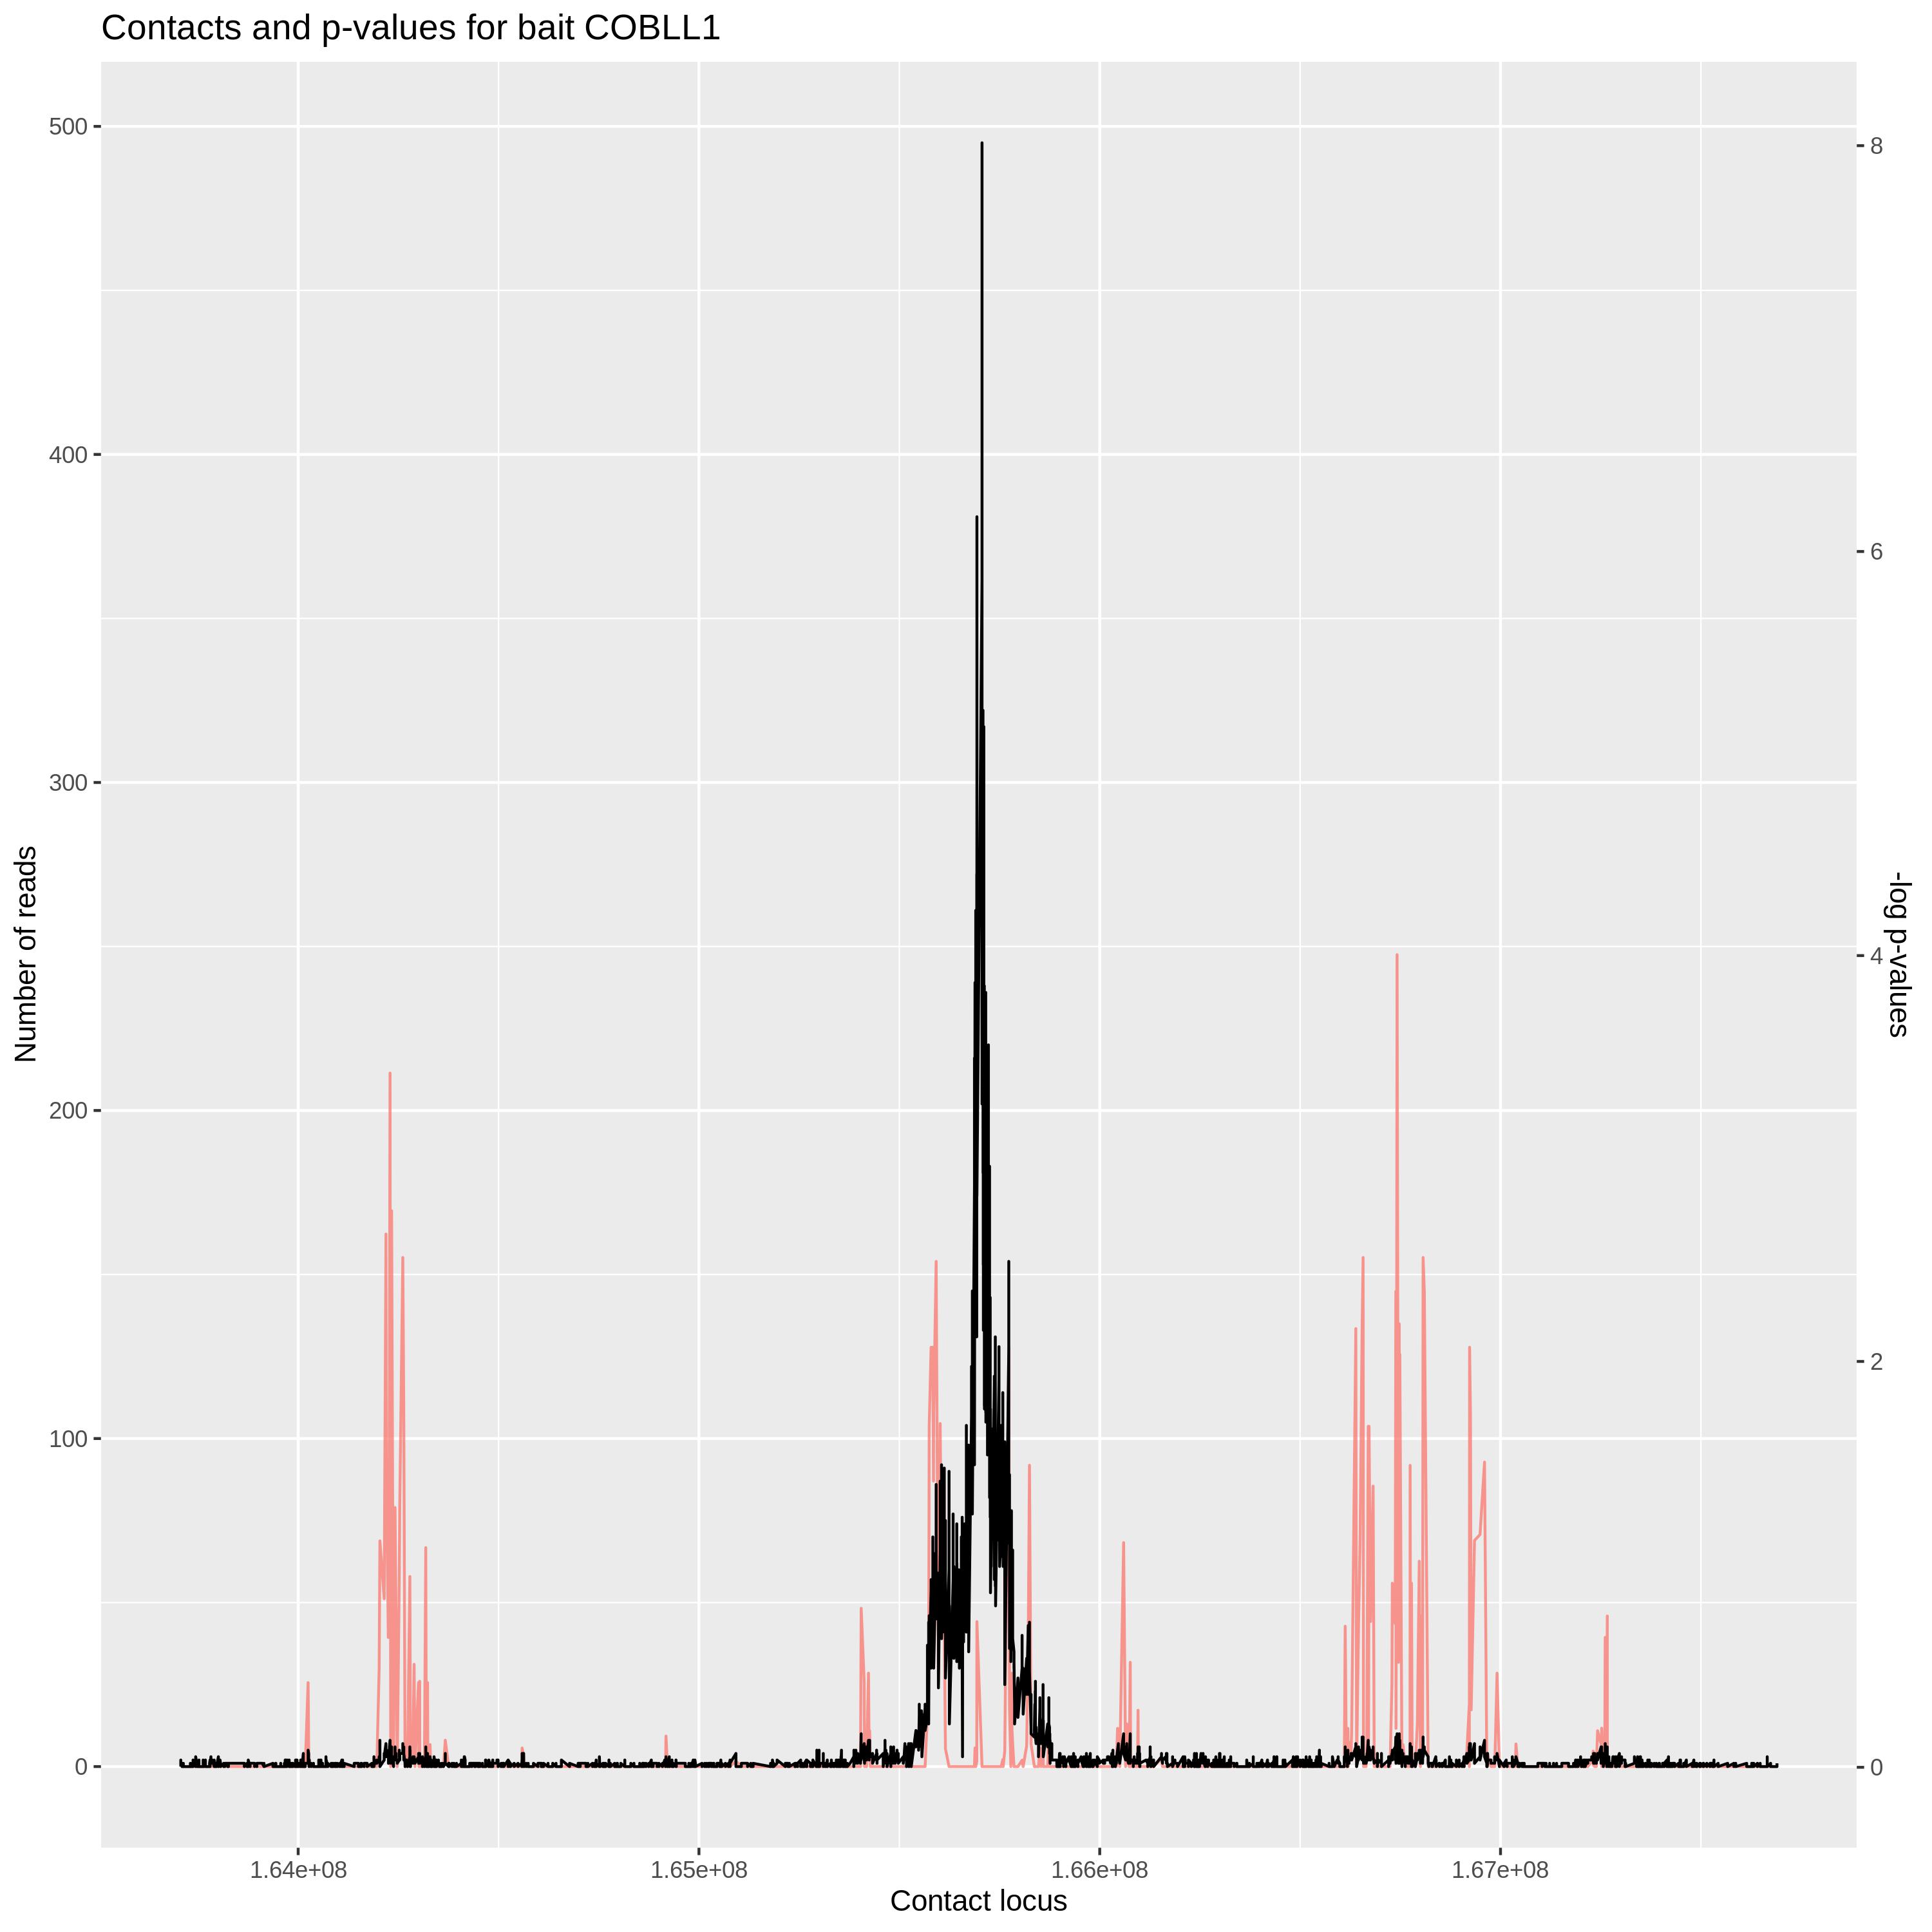 Contacts and p-values for bait COBLL1
500
400
300
200
100
0
Number of reads
8
6
4
2
0
-log p-values
1.64e+08
1.65e+08
1.66e+08
1.67e+08
Contact locus